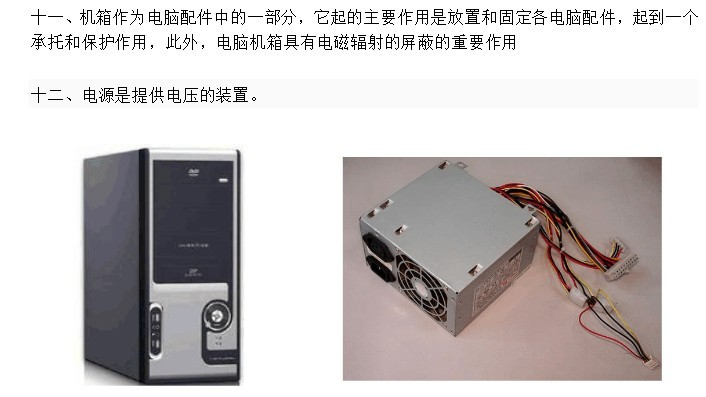 十一、机箱作为电脑配件中的一部分，它起的主要作用是放置和固定各电脑配件，起到一个
承托和保护作用，此外，电脑机箱具有电磁辐射的屏蔽的重要作用
十二、电源是提供电压的装置。